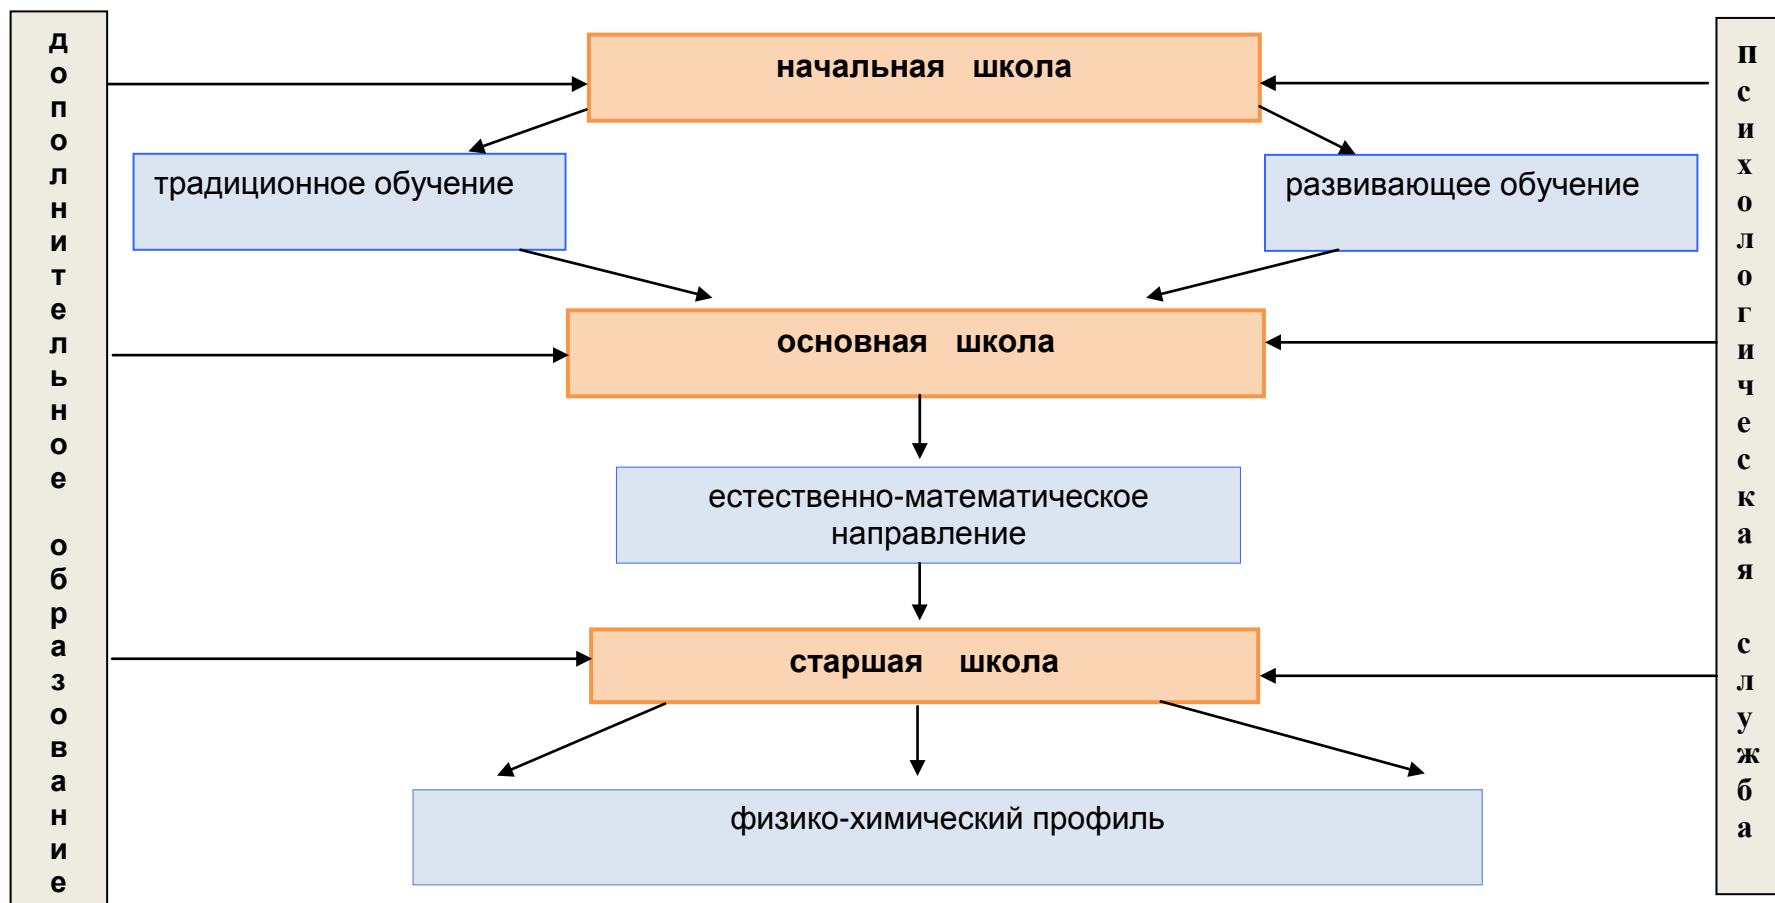 дополнительное образование
начальная школа
традиционное обучение
развивающее обучение
основная школа
естественно-математическое
направление
старшая школа
физико-химический профиль
психологическая служба